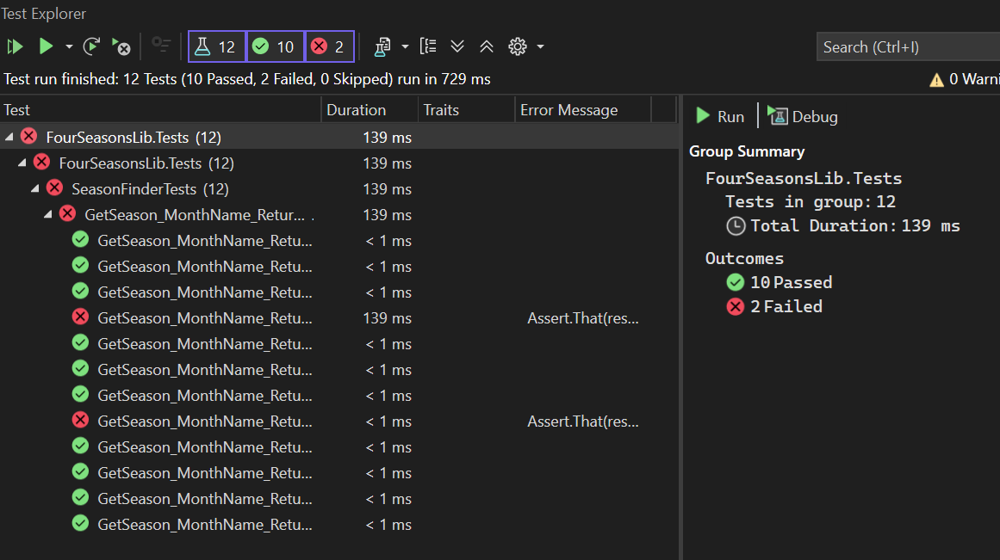 Test Explorer
12 10 2
Search (Ctrl+I)
Test run finished: 12 Tests (10 Passed, 2 Failed, 0 Skipped) run in 729 ms
0 Warni
Test Duration Traits Error Message
FourSeasonsLib.Tests (12) 139 ms
FourSeasonsLib.Tests (12) 139 ms
SeasonFinderTests (12) 139 ms
GetSeason_MonthName_Retur... . 139 ms
GetSeason_MonthName_Retu... < 1 ms
GetSeason_MonthName_Retu... < 1 ms
GetSeason_MonthName_Retu... < 1 ms
GetSeason_MonthName_Retu... 139 ms Assert.That(res...
GetSeason_MonthName_Retu... < 1 ms
GetSeason_MonthName_Retu... < 1 ms
GetSeason_MonthName_Retu... < 1 ms
GetSeason_MonthName_Retu... < 1 ms Assert.That(res...
GetSeason_MonthName_Retu... < 1 ms
GetSeason_MonthName_Retu... < 1 ms
GetSeason_MonthName_Retu... < 1 ms
GetSeason_MonthName_Retu... < 1 ms
Run Debug
Group Summary
FourSeasonsLib.Tests
Tests in group: 12
Total Duration: 139 ms
Outcomes
10 Passed
2 Failed